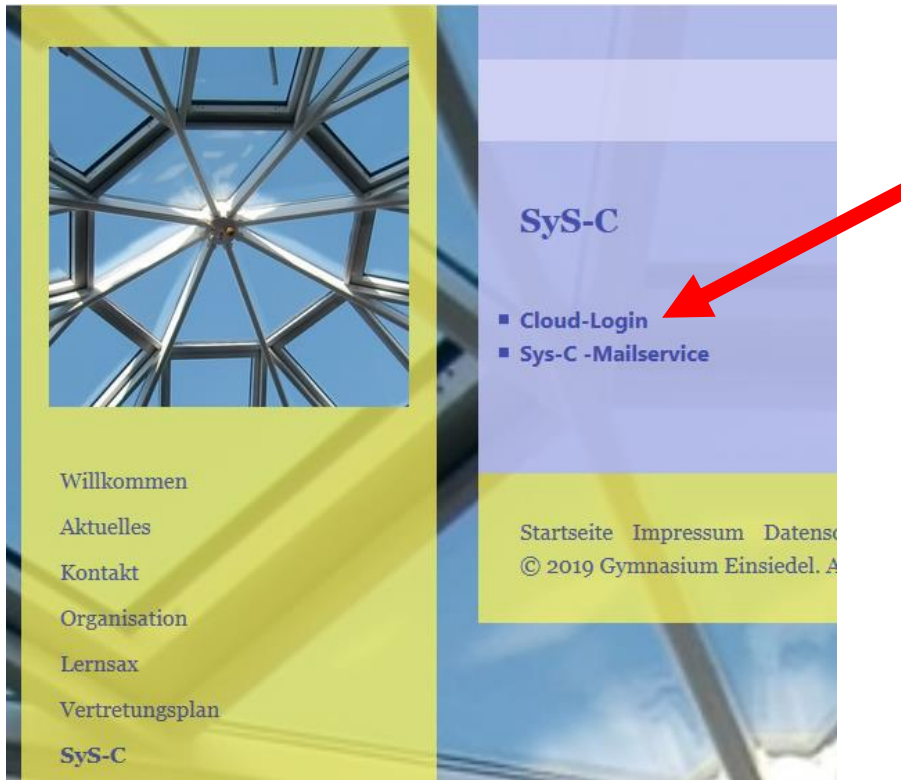 SyS-C
Cloud-Login
Sys-C -Mailservice
Willkommen
Aktuelles
Kontakt
Organisation
Lernsax
Vertretungsplan
SyS-C
Startseite Impressum
© 2019 Gymnasium Einsiedel.